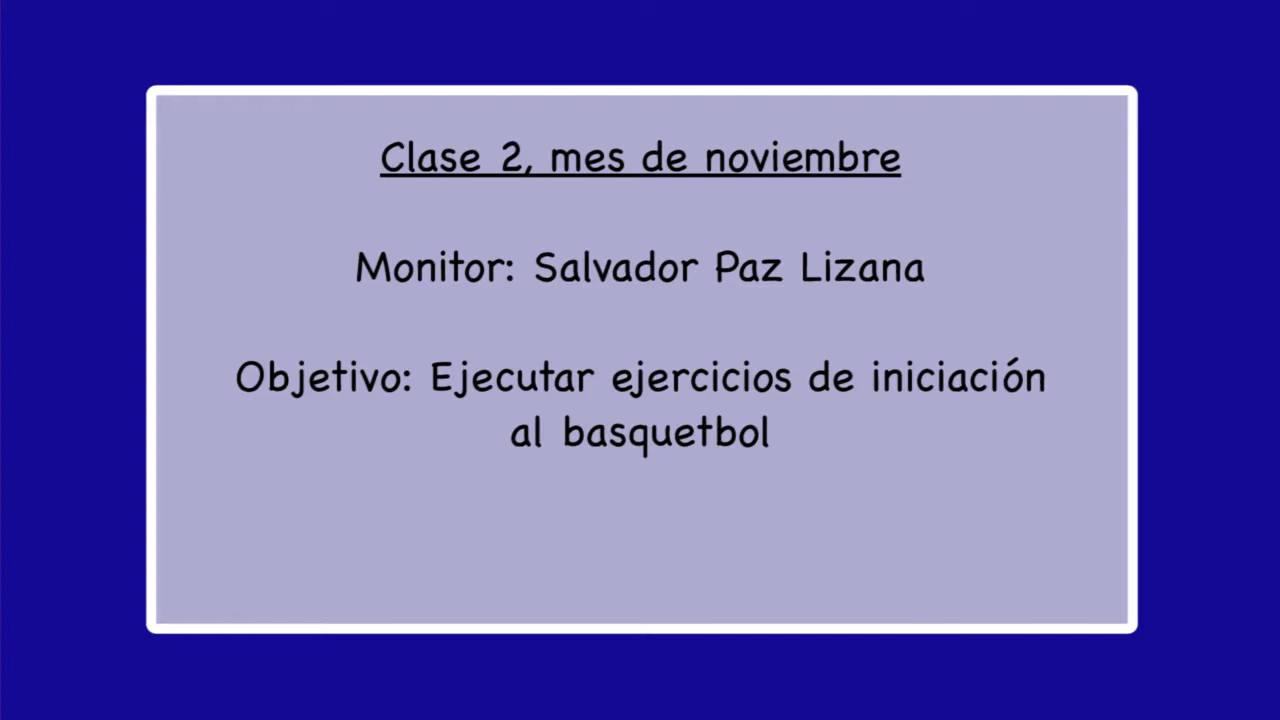 Clase 2, mes de noviembre
Monitor: Salvador Paz Lizana
Objetivo: Ejecutar ejercicios de iniciación
al basquetbol